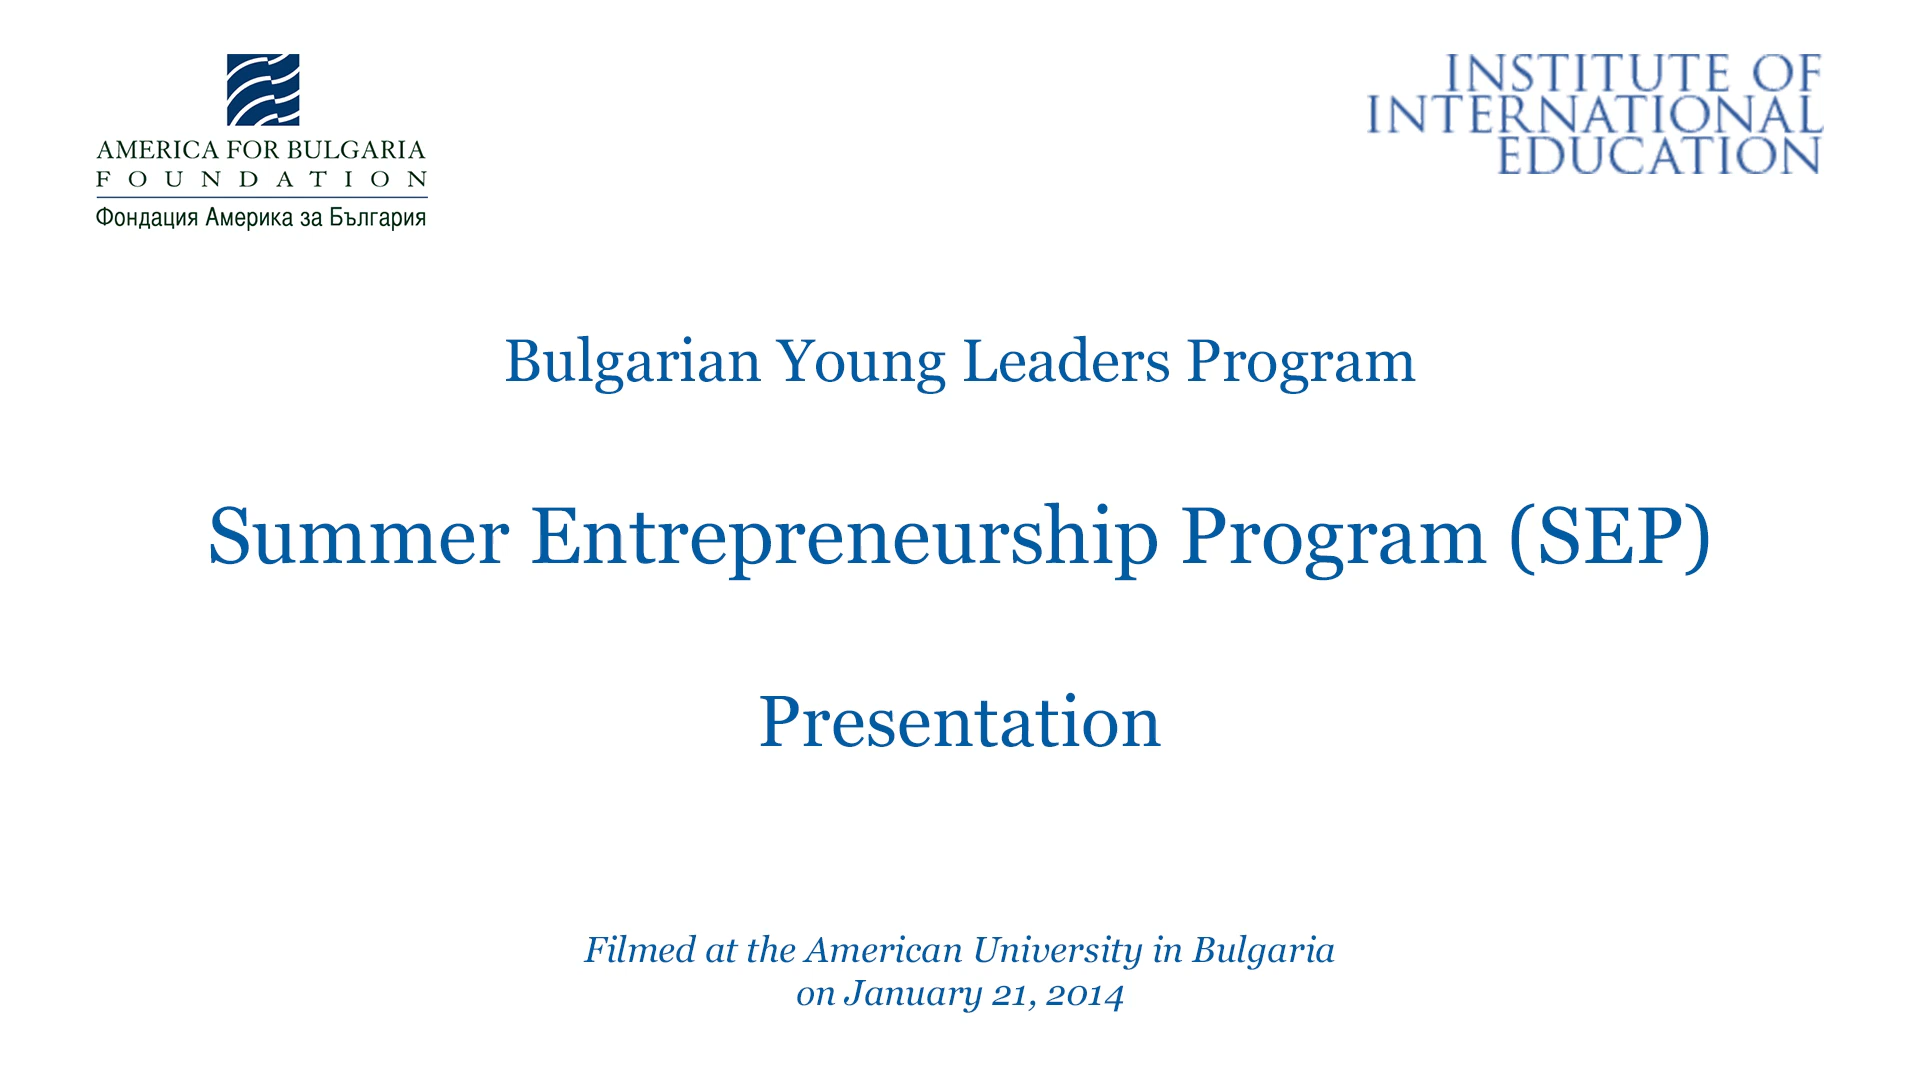 AMERICA FOR BULGARIA
FOUNDATION
Фондация Америка за България
INSTITUTE OF
INTERNATIONAL
EDUCATION
Bulgarian Young Leaders Program
Summer Entrepreneurship Program (SEP)
Presentation
Filmed at the American University in Bulgaria
on January 21, 2014